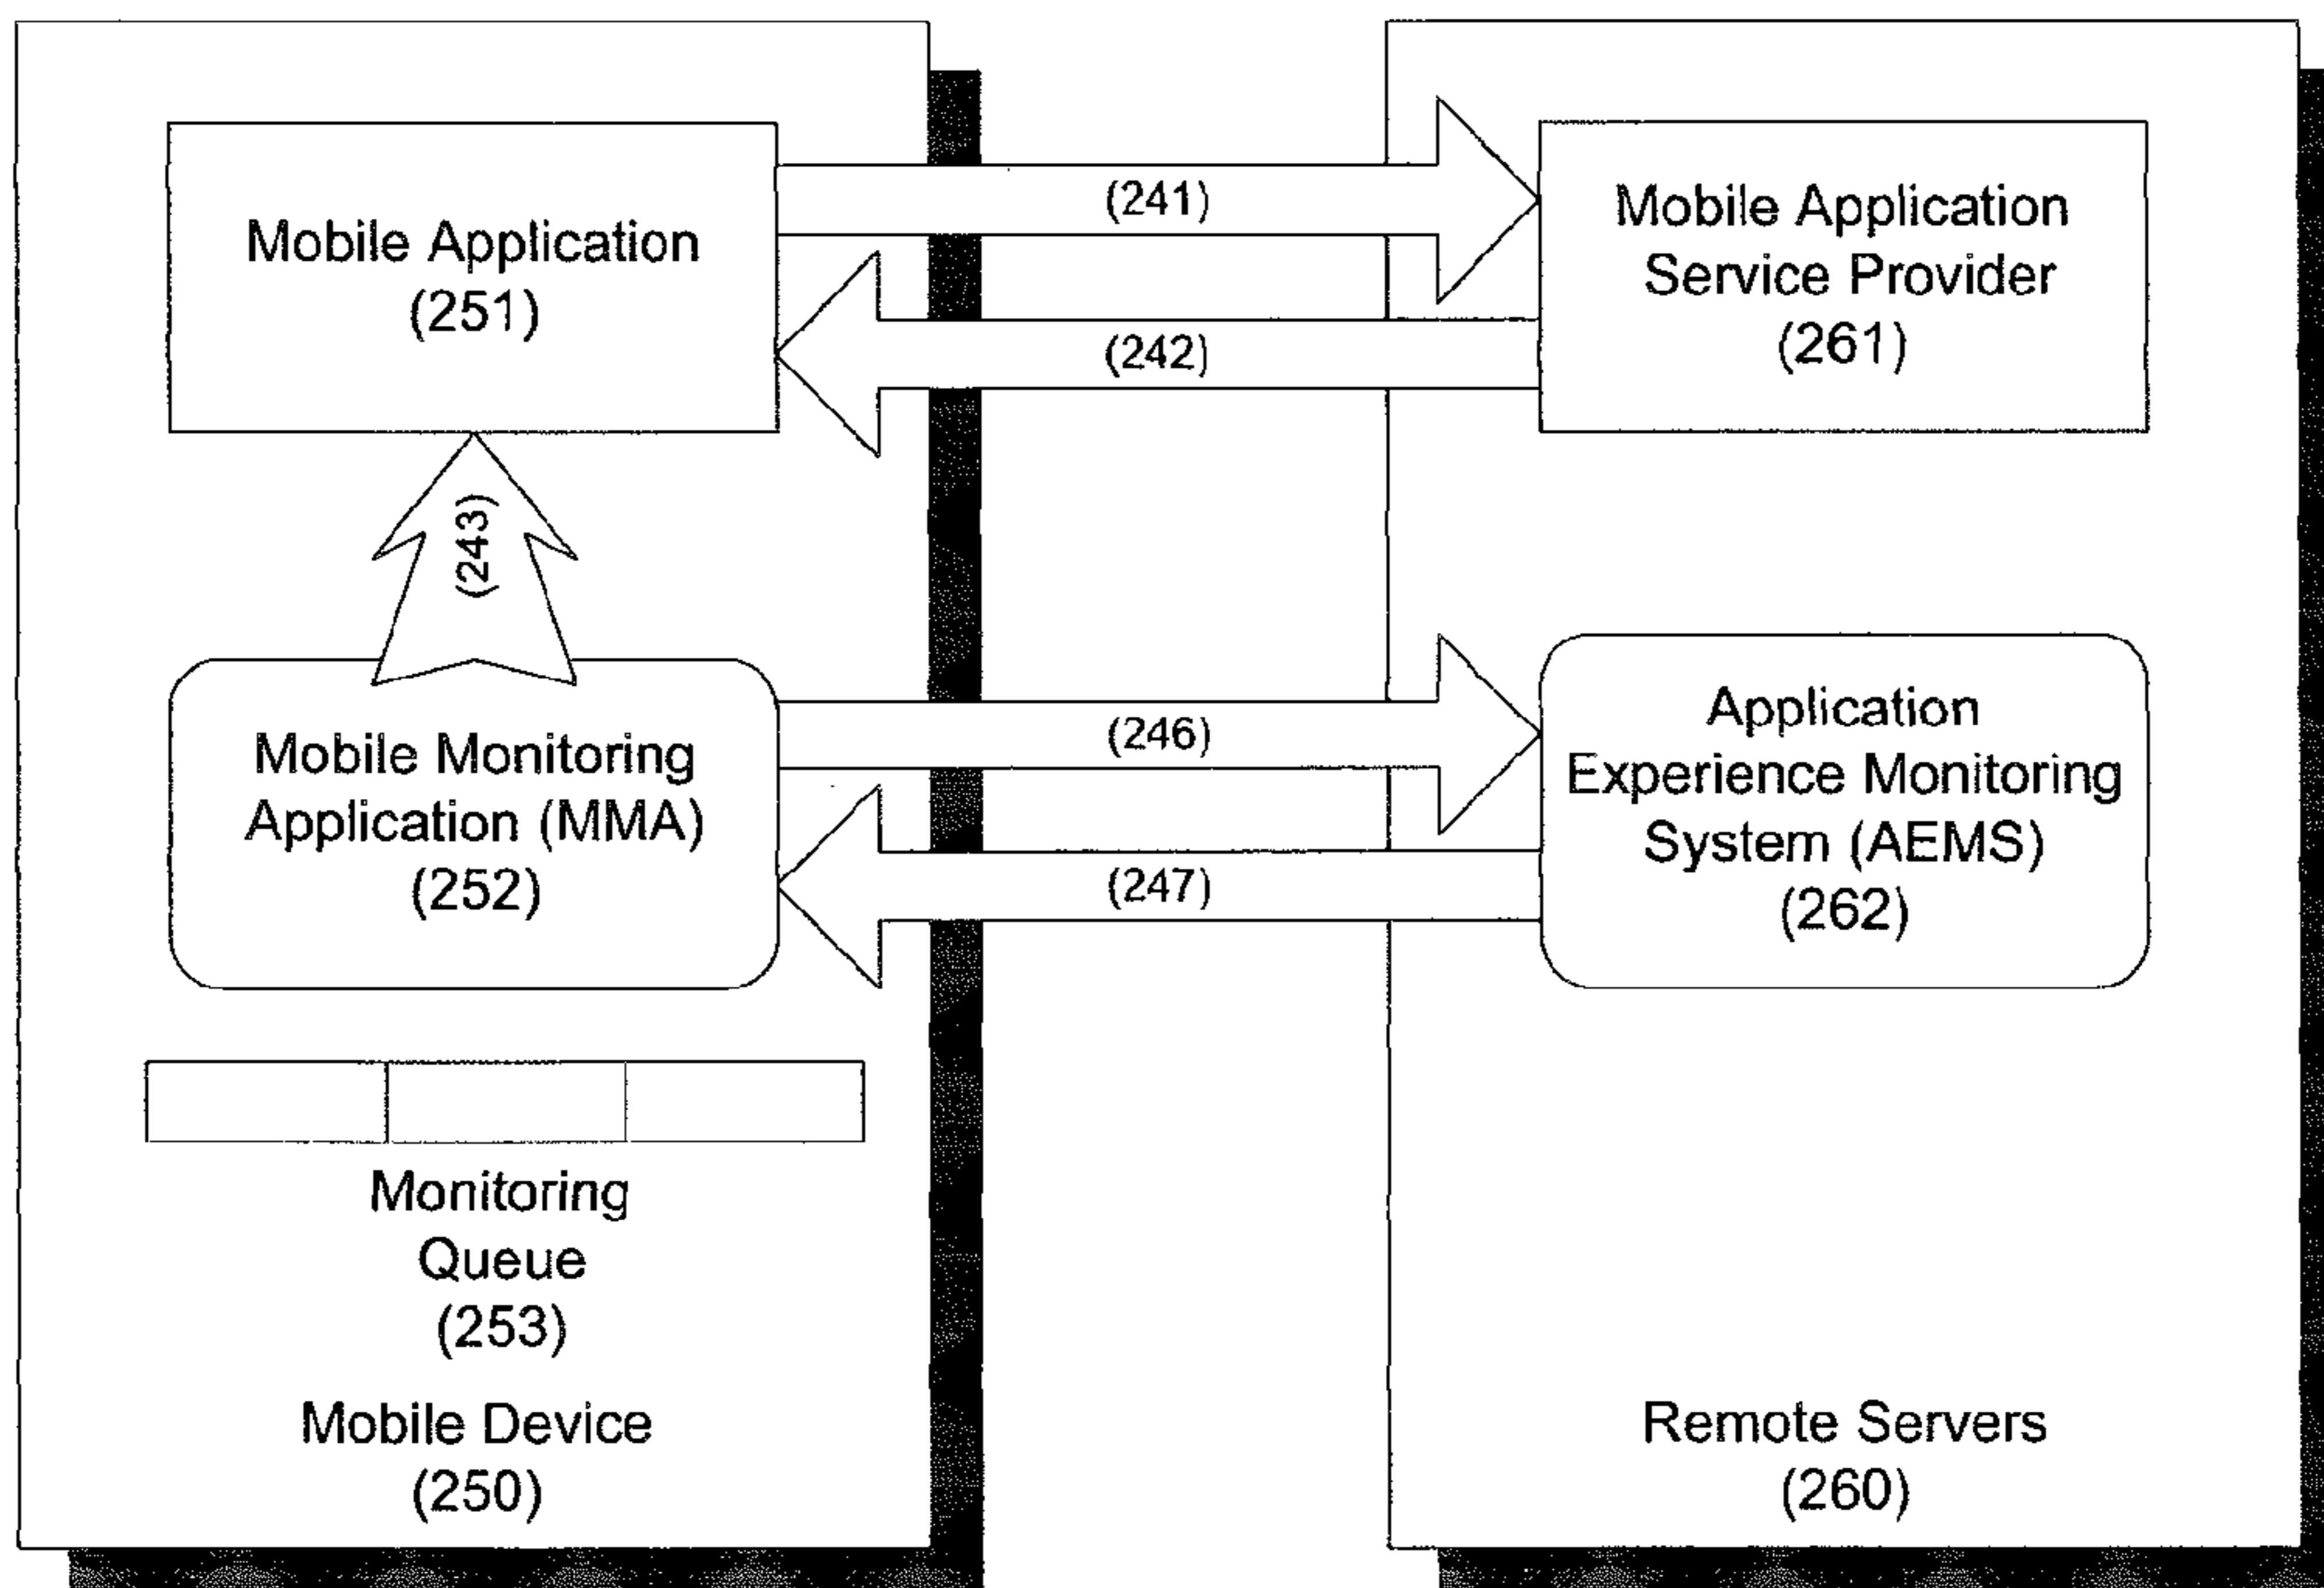 Mobile Application
(251)
(241)
(242)
Mobile Application
Service Provider
(261)
(243)
Mobile Monitoring
Application (MMA)
(252)
(246)
(247)
Application
Experience Monitoring
System (AEMS)
(262)
Monitoring
Queue
(253)
Mobile Device
(250)
Remote Servers
(260)